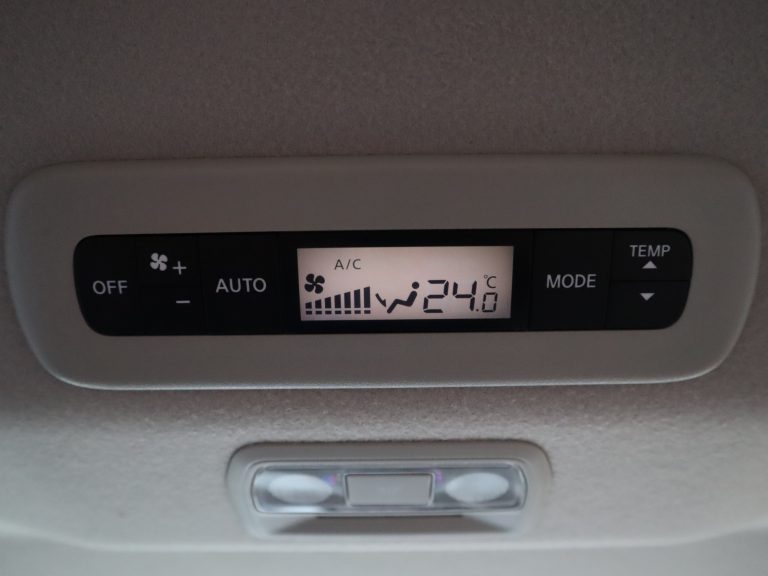 OFF
+
−
AUTO
A/C
24.0 °C
MODE
TEMP